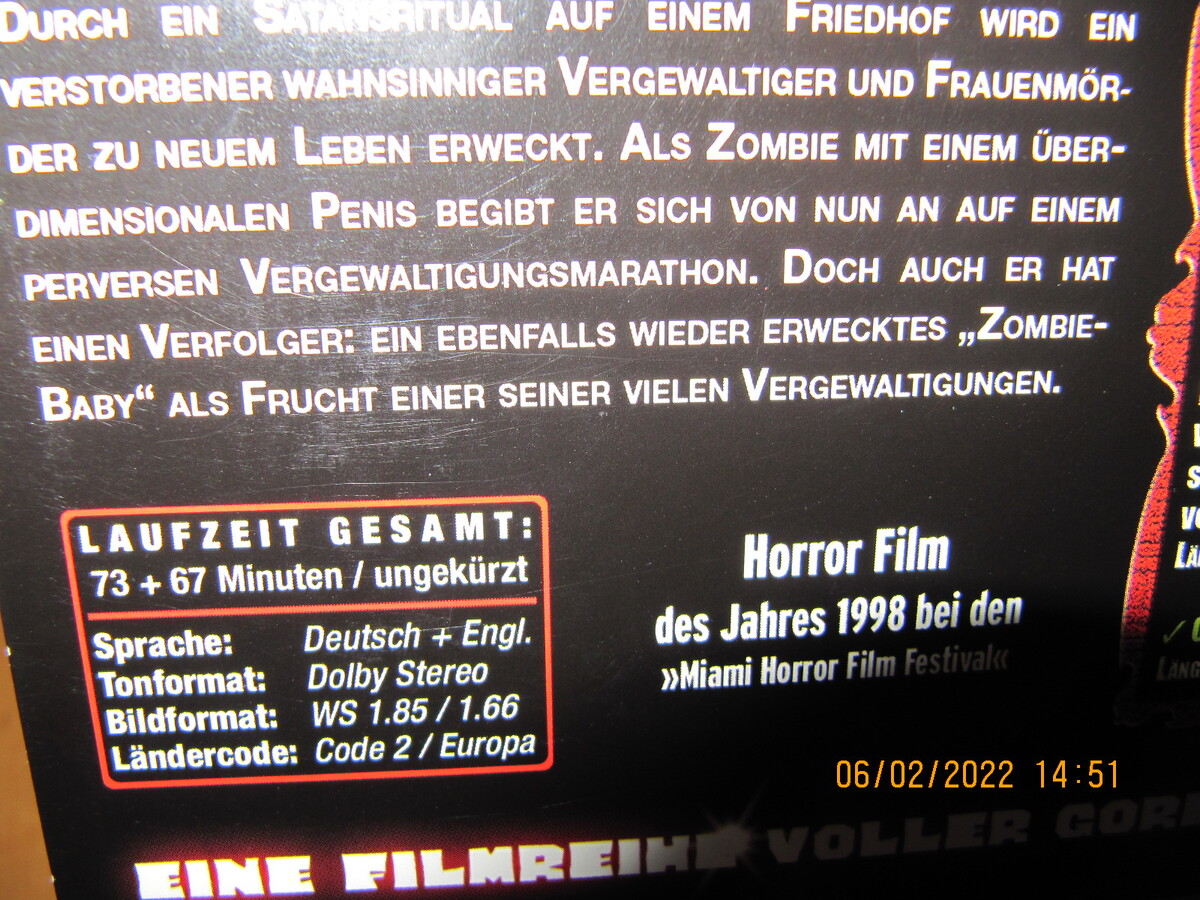 DURCH EIN SATANSRITUAL AUF EINEM FRIEDHOF WIRD EIN
VERSTORBENER WAHNSINNIGER VERGEWALTIGER UND FRAUENMÖR-
DER ZU NEUEM LEBEN ERWECKT. ALS ZOMBIE MIT EINEM ÜBER-
DIMENSIONALEN PENIS BEGIBT ER SICH VON NUN AN AUF EINEM
PERVERSEN VERGEWALTIGUNGSMARATHON. DOCH AUCH ER HAT
EINEN VERFOLGER: EIN EBENFALLS WIEDER ERWECKTES „ZOMBIE-
BABY“ ALS FRUCHT EINER SEINER VIELEN VERGEWALTIGUNGEN.
LAUFZEIT GESAMT:
73 + 67 Minuten / ungekürzt
Sprache: Deutsch + Engl.
Tonformat: Dolby Stereo
Bildformat: WS 1.85 / 1.66
Ländercode: Code 2 / Europa
Horror Film
des Jahres 1998 bei den
»Miami Horror Film Festival«
06/02/2022 14:51
EINE FILMREIHE VOLLER